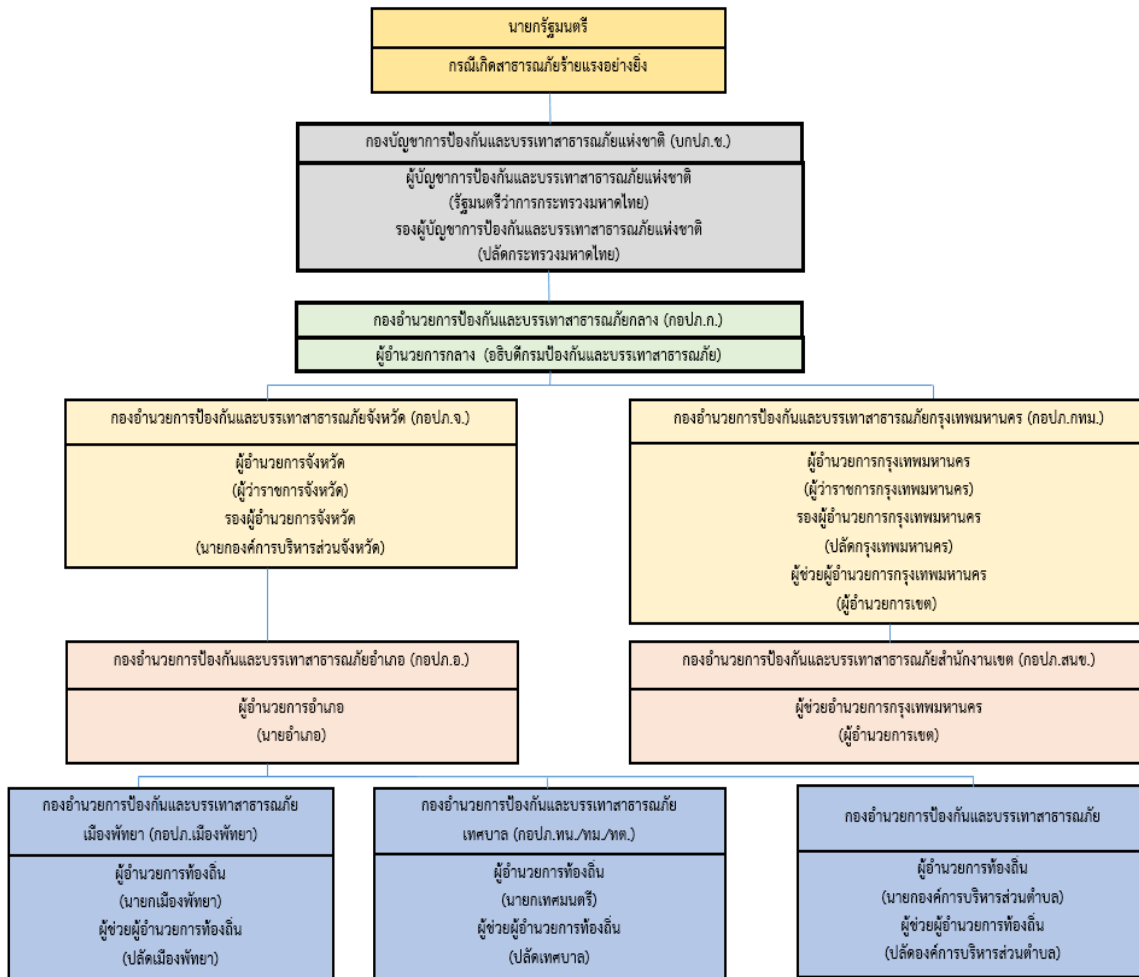 นายกรัฐมนตรี
กรณีเกิดสาธารณภัยร้ายแรงอย่างยิ่ง
กองบัญชาการป้องกันและบรรเทาสาธารณภัยแห่งชาติ (บกปภ.ช.)
ผู้บัญชาการป้องกันและบรรเทาสาธารณภัยแห่งชาติ
(รัฐมนตรีว่าการกระทรวงมหาดไทย)
รองผู้บัญชาการป้องกันและบรรเทาสาธารณภัยแห่งชาติ
(ปลัดกระทรวงมหาดไทย)
กองอำนวยการป้องกันและบรรเทาสาธารณภัยกลาง (กอปภ.ก.)
ผู้อำนวยการกลาง (อธิบดีกรมป้องกันและบรรเทาสาธารณภัย)
กองอำนวยการป้องกันและบรรเทาสาธารณภัยจังหวัด (กอปภ.จ.)
ผู้อำนวยการจังหวัด
(ผู้ว่าราชการจังหวัด)
รองผู้อำนวยการจังหวัด
(นายกองค์การบริหารส่วนจังหวัด)
กองอำนวยการป้องกันและบรรเทาสาธารณภัยกรุงเทพมหานคร (กอปภ.กทม.)
ผู้อำนวยการกรุงเทพมหานคร
(ผู้ว่าราชการกรุงเทพมหานคร)
รองผู้อำนวยการกรุงเทพมหานคร
(ปลัดกรุงเทพมหานคร)
ผู้ช่วยผู้อำนวยการกรุงเทพมหานคร
(ผู้อำนวยการเขต)
กองอำนวยการป้องกันและบรรเทาสาธารณภัยอำเภอ (กอปภ.อ.)
ผู้อำนวยการอำเภอ
(นายอำเภอ)
กองอำนวยการป้องกันและบรรเทาสาธารณภัยสำนักงานเขต (กอปภ.สนข.)
ผู้ช่วยอำนวยการกรุงเทพมหานคร
(ผู้อำนวยการเขต)
กองอำนวยการป้องกันและบรรเทาสาธารณภัย
เมืองพัทยา (กอปภ.เมืองพัทยา)
ผู้อำนวยการท้องถิ่น
(นายกเมืองพัทยา)
ผู้ช่วยผู้อำนวยการท้องถิ่น
(ปลัดเมืองพัทยา)
กองอำนวยการป้องกันและบรรเทาสาธารณภัย
เทศบาล (กอปภ.ทน./ทม./ทต.)
ผู้อำนวยการท้องถิ่น
(นายกเทศมนตรี)
ผู้ช่วยผู้อำนวยการท้องถิ่น
(ปลัดเทศบาล)
กองอำนวยการป้องกันและบรรเทาสาธารณภัย
ผู้อำนวยการท้องถิ่น
(นายกองค์การบริหารส่วนตำบล)
ผู้ช่วยผู้อำนวยการท้องถิ่น
(ปลัดองค์การบริหารส่วนตำบล)